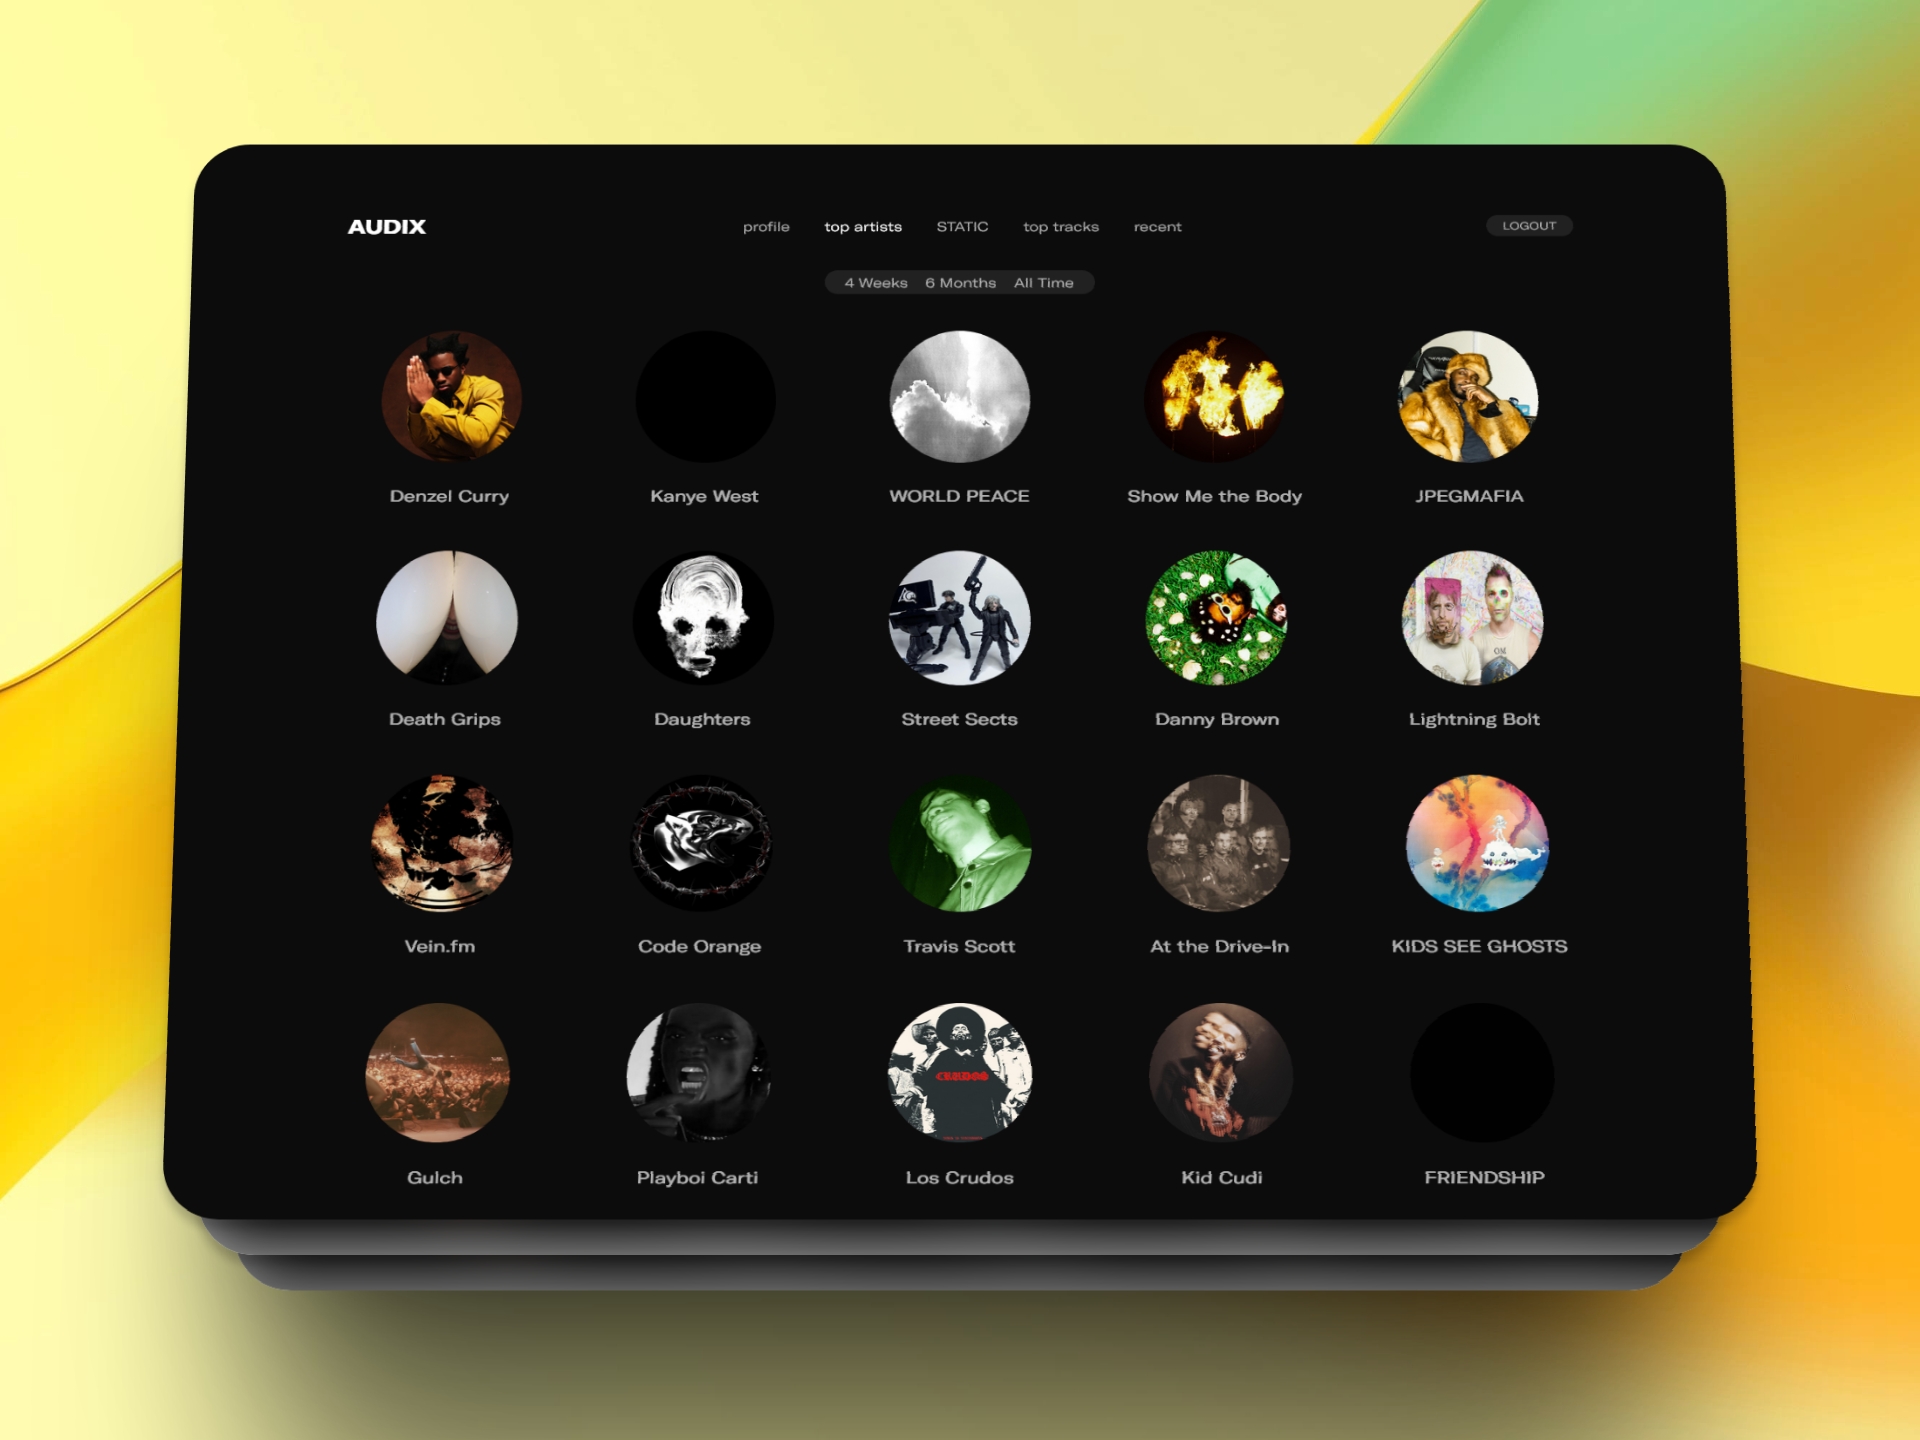 AUDIX
profile top artists STATIC top tracks recent
LOGOUT
4 Weeks 6 Months All Time
Denzel Curry Kanye West WORLD PEACE Show Me the Body JPEGMAFIA
Death Grips Daughters Street Sects Danny Brown Lightning Bolt
Vein.fm Code Orange Travis Scott At the Drive-In KIDS SEE GHOSTS
CRUDOS
Gulch Playboi Carti Los Crudos Kid Cudi FRIENDSHIP